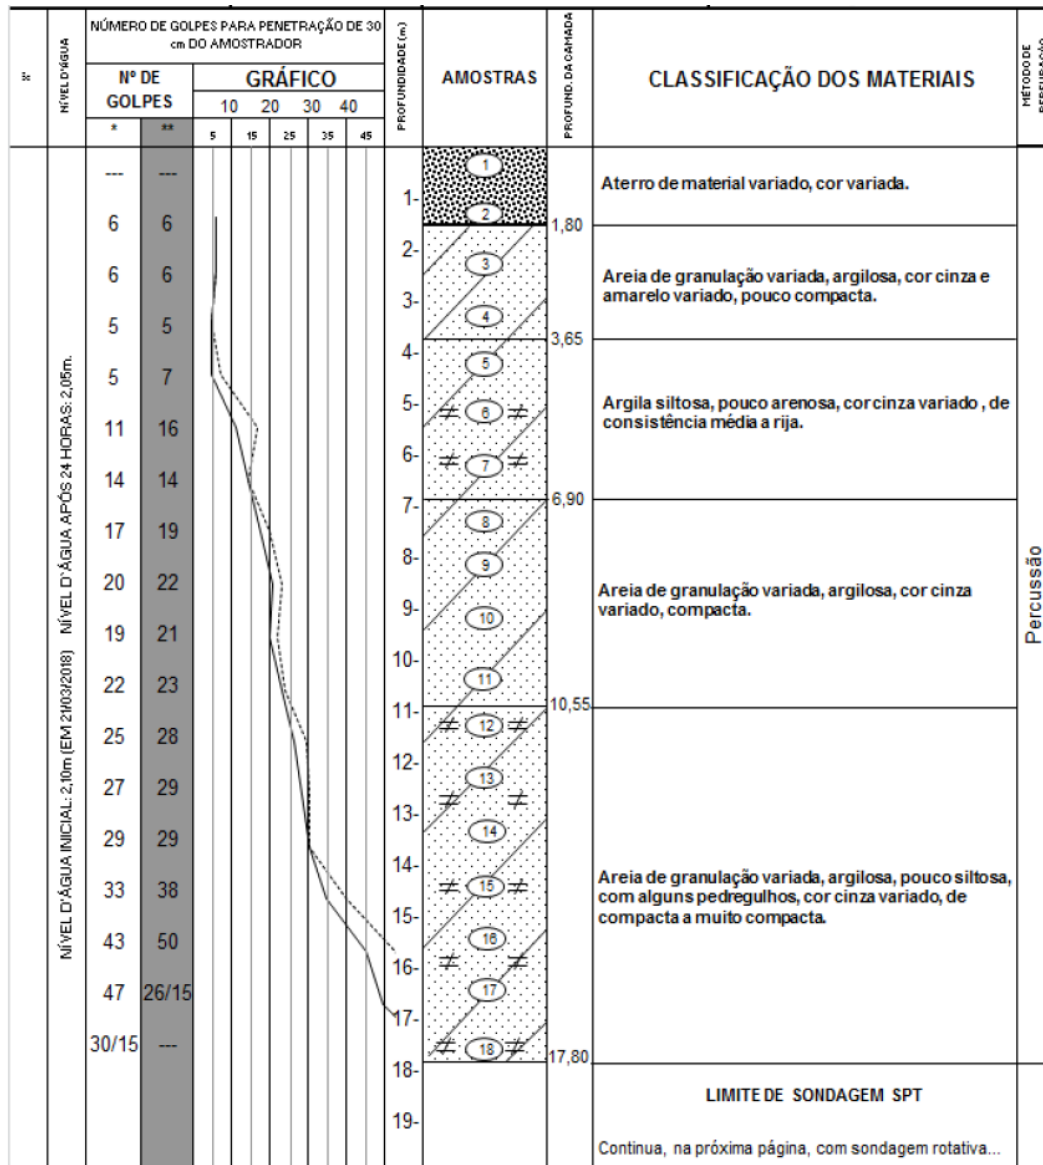 NÚMERO DE GOLPES PARA PENETRAÇÃO DE 30
cm DO AMOSTRADOR
NÍVEL D'ÁGUA
Nº DE
GOLPES
GRÁFICO
10 20 30 40
* ** 5 15 25 35 45
PROFUNDIDADE (m.)
AMOSTRAS
PROFUND. DA CAMADA
CLASSIFICAÇÃO DOS MATERIAIS
MÉTODO DE
PERFURAÇÃO
NÍVEL D'ÁGUA INICIAL: 2,10m (EM 21/03/2018) NÍVEL D'ÁGUA APÓS 24 HORAS: 2,05m.
--- ---
6 6
6 6
5 5
5 7
11 16
14 14
17 19
20 22
19 21
22 23
25 28
27 29
29 29
33 38
43 50
47 26/15
30/15 ---
1-
2-
3-
4-
5-
6-
7-
8-
9-
10-
11-
12-
13-
14-
15-
16-
17-
18-
19-
1
2
3
4
5
6
7
8
9
10
11
12
13
14
15
16
17
18
1,80
3,65
6,90
10,55
17,80
Aterro de material variado, cor variada.
Areia de granulação variada, argilosa, cor cinza e
amarelo variado, pouco compacta.
Argila siltosa, pouco arenosa, cor cinza variado , de
consistência média a rija.
Areia de granulação variada, argilosa, cor cinza
variado, compacta.
Areia de granulação variada, argilosa, pouco siltosa,
com alguns pedregulhos, cor cinza variado, de
compacta a muito compacta.
LIMITE DE SONDAGEM SPT
Continua, na próxima página, com sondagem rotativa...
Percussão